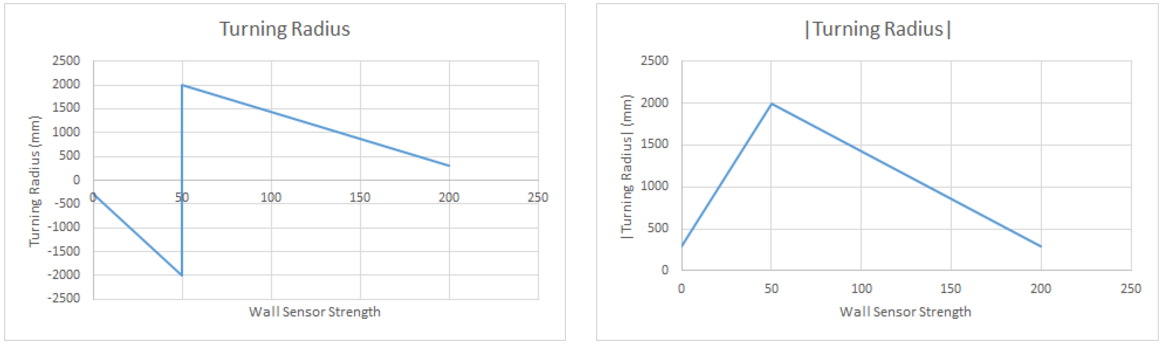 Turning Radius
2500
2000
1500
1000
500
0
-500
-1000
-1500
-2000
-2500
0 50 100 150 200 250
Turning Radius (mm)
Wall Sensor Strength
|Turning Radius|
2500
2000
1500
1000
500
0
0 50 100 150 200 250
|Turning Radius| (mm)
Wall Sensor Strength